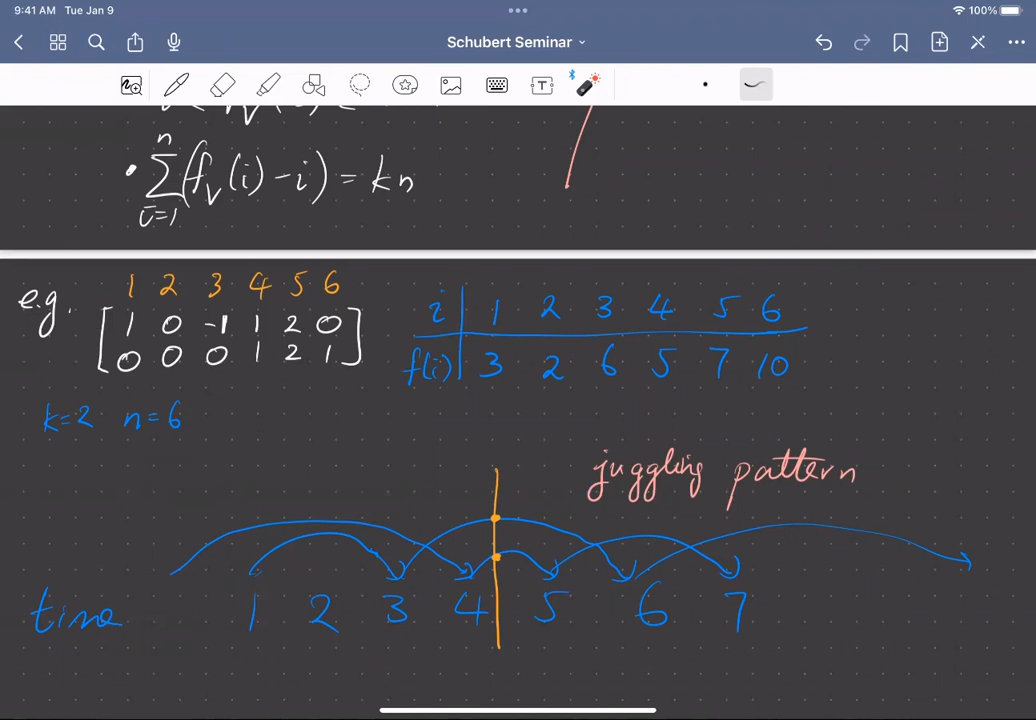 9:41 AM Tue Jan 9
100%
Schubert Seminar
n
• ∑ (f_V(i) - i) = kn
i=1
e.g.
1 2 3 4 5 6
[1 0 -1 1 2 0]
[0 0 0 1 2 1]
i | 1 2 3 4 5 6
f(i) | 3 2 6 5 7 10
k=2 n=6
juggling pattern
time 1 2 3 4 5 6 7